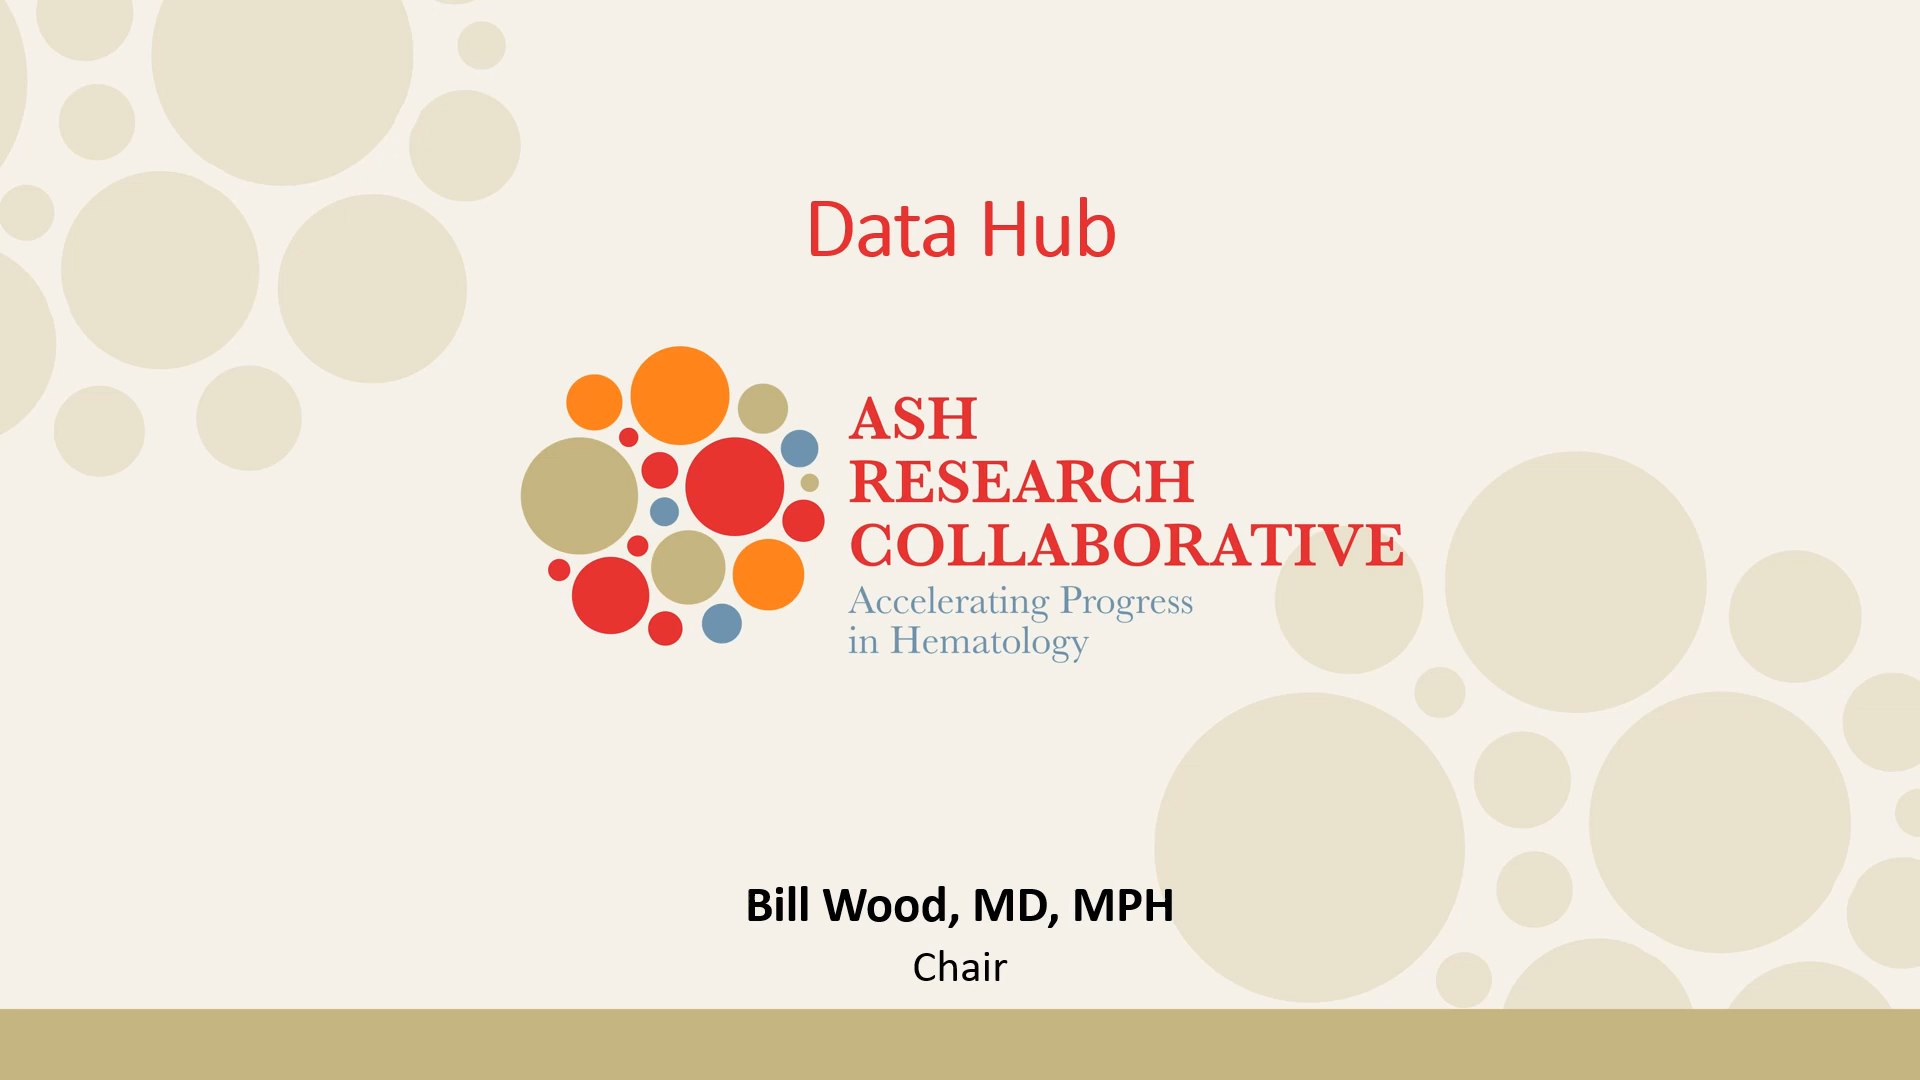 Data Hub
ASH
RESEARCH
COLLABORATIVE
Accelerating Progress
in Hematology
Bill Wood, MD, MPH
Chair